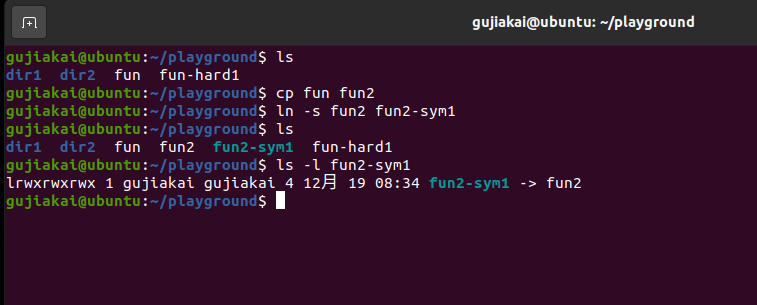 gujiakai@ubuntu: ~/playground
gujiakai@ubuntu:~/playground$ ls
dir1  dir2  fun  fun-hard1
gujiakai@ubuntu:~/playground$ cp fun fun2
gujiakai@ubuntu:~/playground$ ln -s fun2 fun2-sym1
gujiakai@ubuntu:~/playground$ ls
dir1  dir2  fun  fun2  fun2-sym1  fun-hard1
gujiakai@ubuntu:~/playground$ ls -l fun2-sym1
lrwxrwxrwx 1 gujiakai gujiakai 4 12月 19 08:34 fun2-sym1 -> fun2
gujiakai@ubuntu:~/playground$